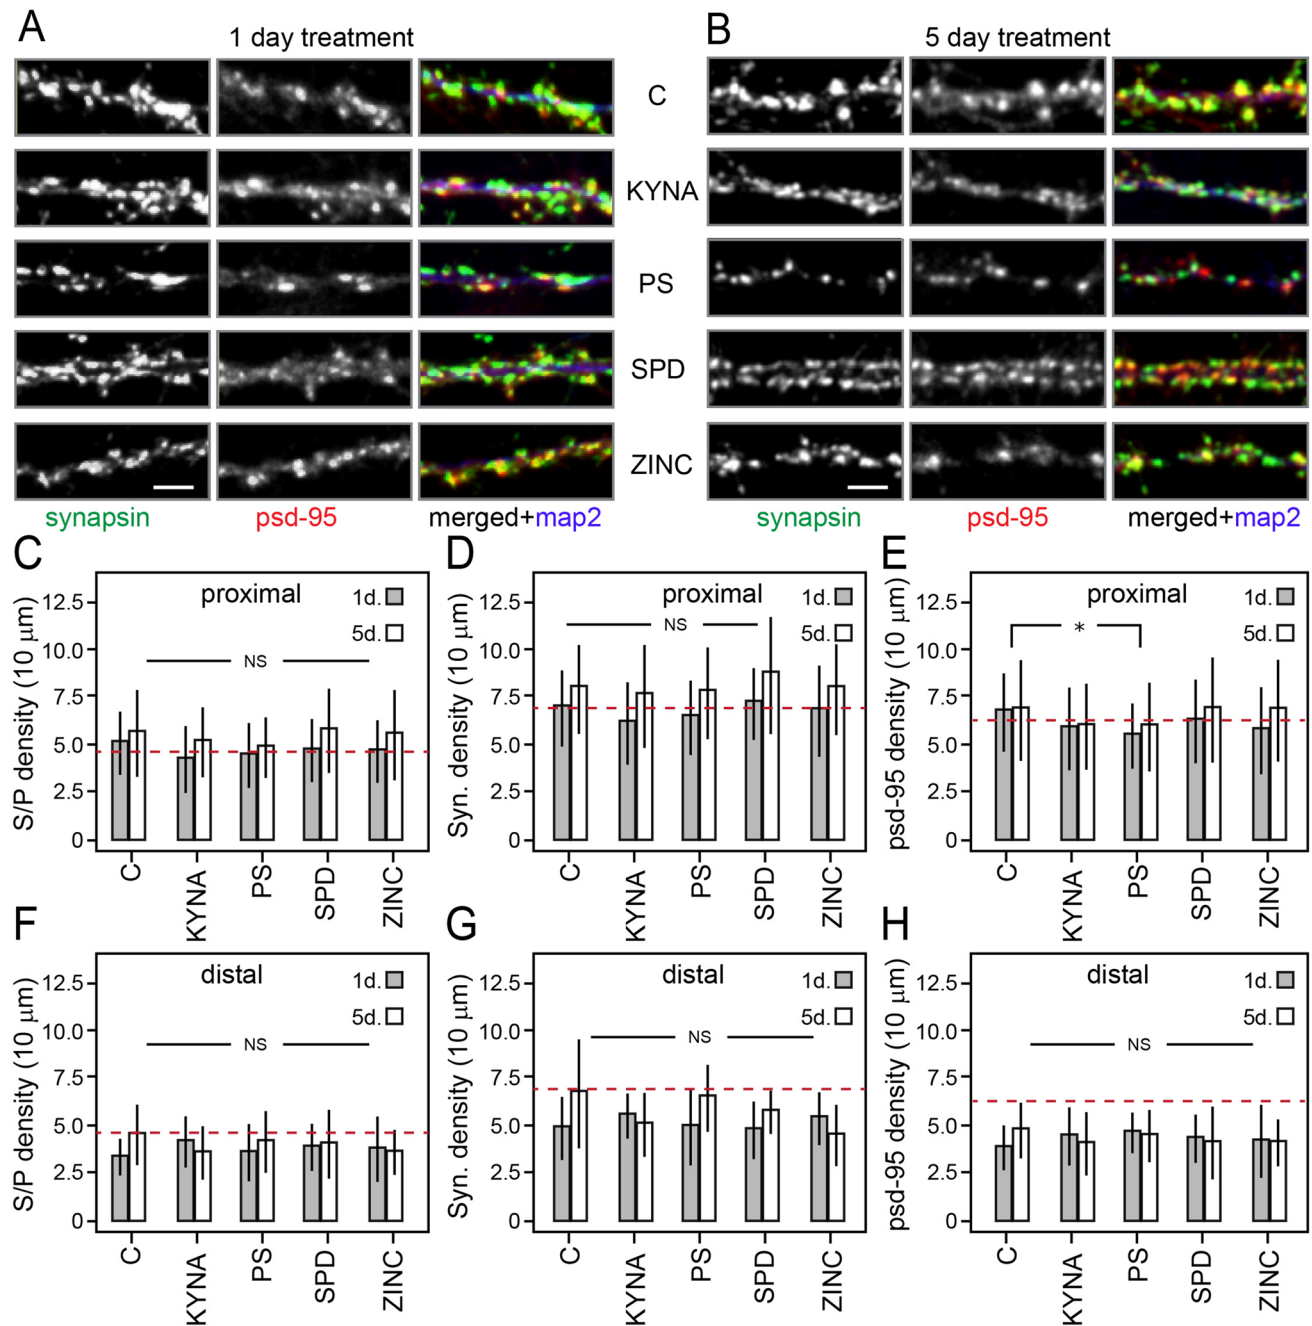 A
1 day treatment
B
5 day treatment
C
KYNA
PS
SPD
ZINC
synapsin
psd-95
merged+map2
synapsin
psd-95
merged+map2
C
S/P density (10 µm)
12.5
10.0
7.5
5.0
2.5
0
proximal
1d.
5d.
NS
C
KYNA
PS
SPD
ZINC
D
Syn. density (10 µm)
12.5
10.0
7.5
5.0
2.5
0
proximal
1d.
5d.
NS
C
KYNA
PS
SPD
ZINC
E
psd-95 density (10 µm)
12.5
10.0
7.5
5.0
2.5
0
proximal
1d.
5d.
*
C
KYNA
PS
SPD
ZINC
F
S/P density (10 µm)
12.5
10.0
7.5
5.0
2.5
0
distal
1d.
5d.
NS
C
KYNA
PS
SPD
ZINC
G
Syn. density (10 µm)
12.5
10.0
7.5
5.0
2.5
0
distal
1d.
5d.
NS
C
KYNA
PS
SPD
ZINC
H
psd-95 density (10 µm)
12.5
10.0
7.5
5.0
2.5
0
distal
1d.
5d.
NS
C
KYNA
PS
SPD
ZINC